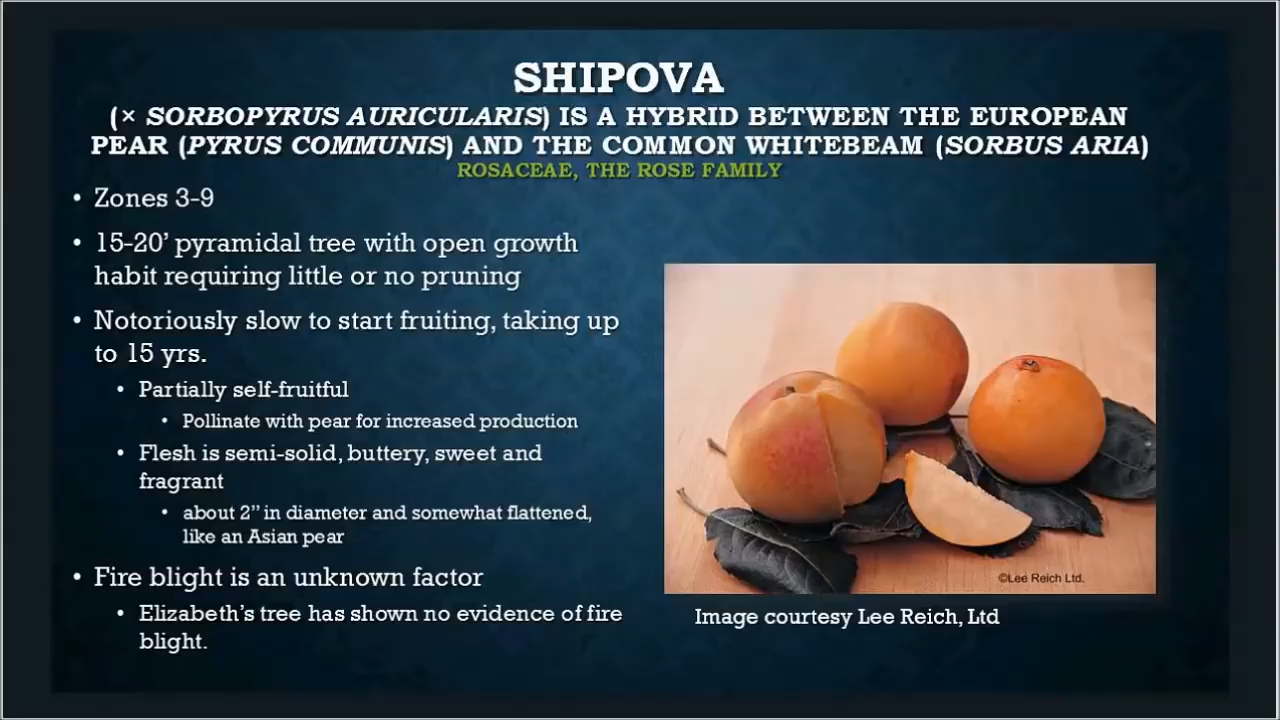 SHIPOVA
(× SORBOPYRUS AURICULARIS) IS A HYBRID BETWEEN THE EUROPEAN
PEAR (PYRUS COMMUNIS) AND THE COMMON WHITEBEAM (SORBUS ARIA)
ROSACEAE, THE ROSE FAMILY
• Zones 3-9
• 15-20’ pyramidal tree with open growth
habit requiring little or no pruning
• Notoriously slow to start fruiting, taking up
to 15 yrs.
• Partially self-fruitful
• Pollinate with pear for increased production
• Flesh is semi-solid, buttery, sweet and
fragrant
• about 2” in diameter and somewhat flattened,
like an Asian pear
• Fire blight is an unknown factor
• Elizabeth’s tree has shown no evidence of fire
blight.
©Lee Reich Ltd.
Image courtesy Lee Reich, Ltd